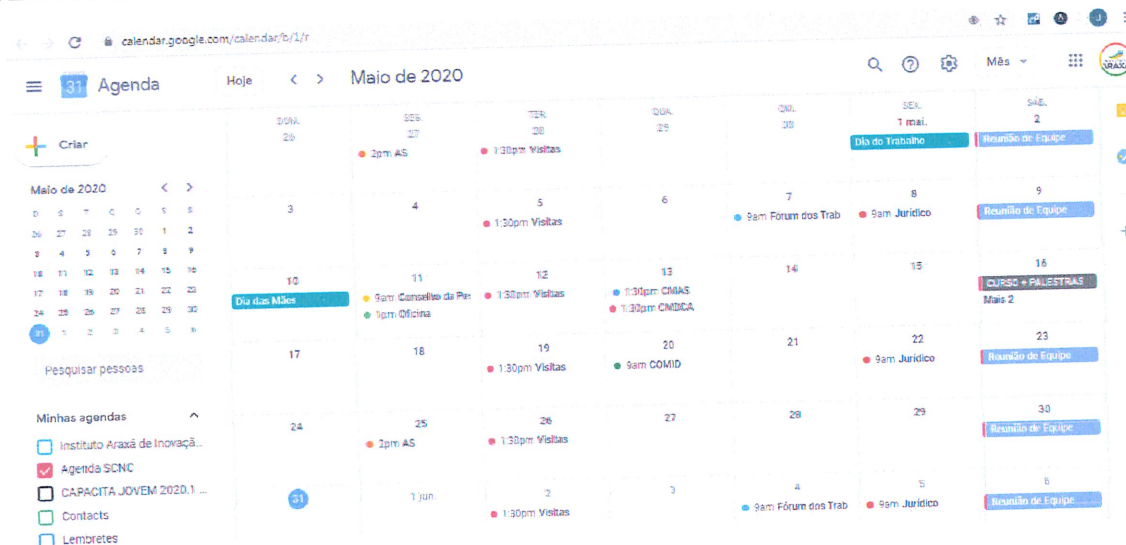 calendar.google.com/calendar/b/1/r
31 Agenda Hoje < > Maio de 2020 Mês
Criar
Maio de 2020 < >
D S T Q Q S S
26 27 28 29 30 1 2
3 4 5 6 7 8 9
10 11 12 13 14 15 16
17 18 19 20 21 22 23
24 25 26 27 28 29 30
31 1 2 3 4 5 6
Pesquisar pessoas
Minhas agendas
Instituto Araxá de Inovaçã...
Agenda SCNC
CAPACITA JOVEM 2020.1 ...
Contacts
Lembretes
DOM. SEG. TER. QUA. QUI. SEX. SÁB.
26 27 28 29 30 1 mai. 2
2pm AS 1:30pm Visitas Dia do Trabalho Reunião de Equipe
3 4 5 6 7 8 9
1:30pm Visitas 9am Fórum dos Trab 9am Jurídico Reunião de Equipe
10 11 12 13 14 15 16
Dia das Mães 9am Conselho da Pes 1:30pm Visitas 1:30pm CMAS CURSO + PALESTRAS
1pm Oficina 1:30pm CMDCA Mais 2
17 18 19 20 21 22 23
1:30pm Visitas 9am COMID 9am Jurídico Reunião de Equipe
24 25 26 27 28 29 30
2pm AS 1:30pm Visitas Reunião de Equipe
31 1 jun. 2 3 4 5 6
1:30pm Visitas 9am Fórum dos Trab 9am Jurídico Reunião de Equipe